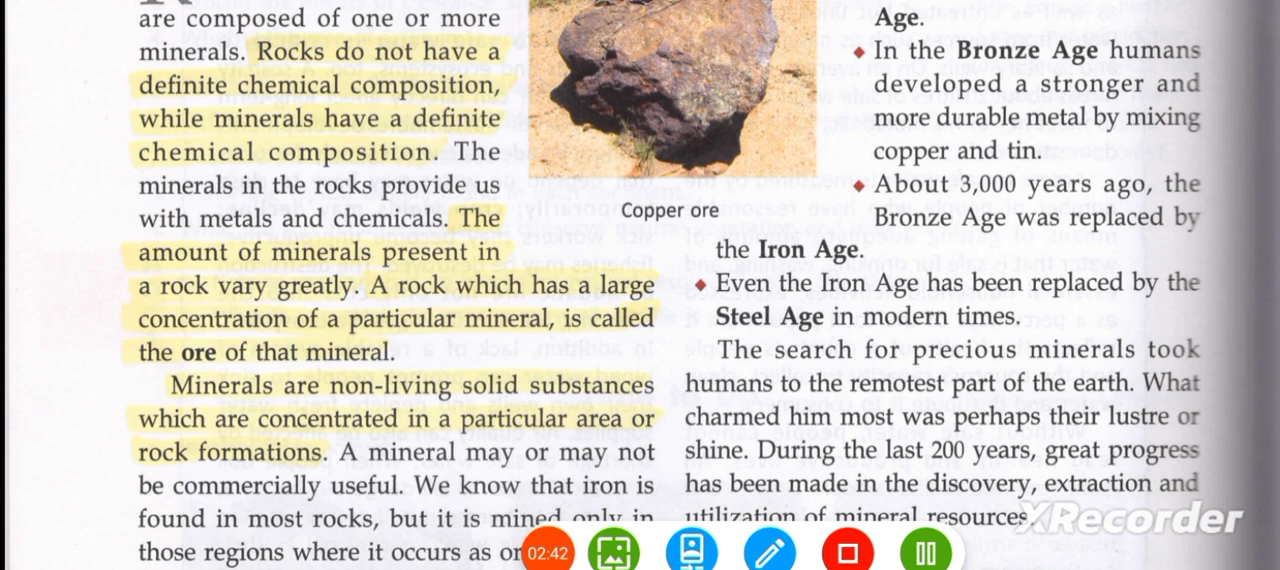 are composed of one or more
minerals. Rocks do not have a
definite chemical composition,
while minerals have a definite
chemical composition. The
minerals in the rocks provide us
with metals and chemicals. The
amount of minerals present in
a rock vary greatly. A rock which has a large
concentration of a particular mineral, is called
the ore of that mineral.
Minerals are non-living solid substances
which are concentrated in a particular area or
rock formations. A mineral may or may not
be commercially useful. We know that iron is
found in most rocks, but it is mined only in
those regions where it occurs as
Copper ore
Age.
♦ In the Bronze Age humans
developed a stronger and
more durable metal by mixing
copper and tin.
♦ About 3,000 years ago, the
Bronze Age was replaced by
the Iron Age.
♦ Even the Iron Age has been replaced by the
Steel Age in modern times.
The search for precious minerals took
humans to the remotest part of the earth. What
charmed him most was perhaps their lustre or
shine. During the last 200 years, great progress
has been made in the discovery, extraction and
utilization of mineral resources.
XRecorder
02:42